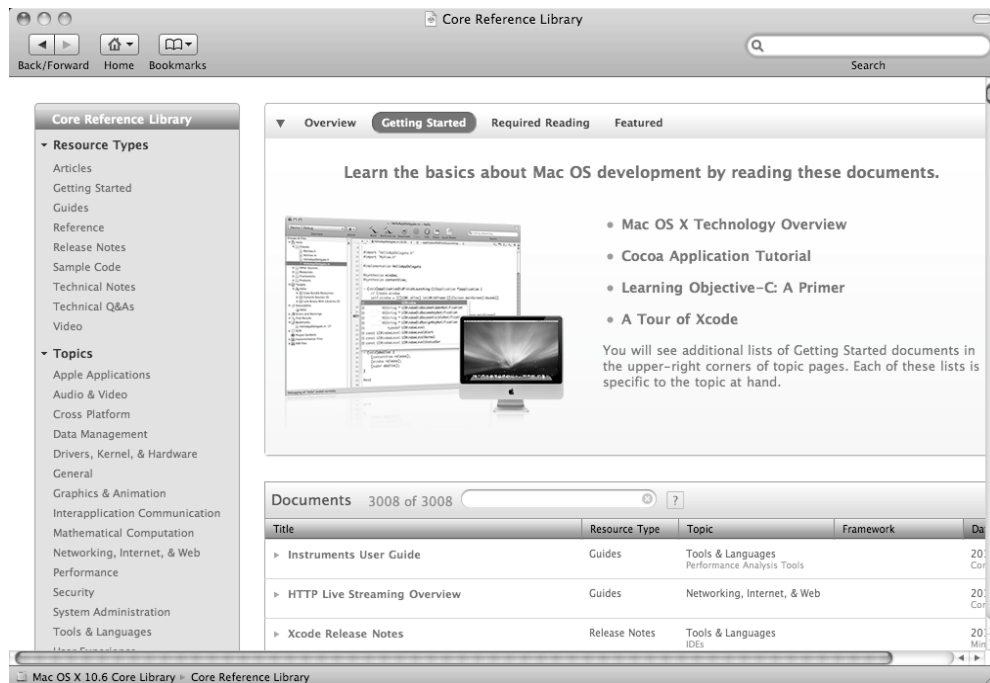 Core Reference Library
Back/Forward Home Bookmarks
Search
Core Reference Library
Resource Types
Articles
Getting Started
Guides
Reference
Release Notes
Sample Code
Technical Notes
Technical Q&As
Video
Topics
Apple Applications
Audio & Video
Cross Platform
Data Management
Drivers, Kernel, & Hardware
General
Graphics & Animation
Interapplication Communication
Mathematical Computation
Networking, Internet, & Web
Performance
Security
System Administration
Tools & Languages
Overview Getting Started Required Reading Featured
Learn the basics about Mac OS development by reading these documents.
Mac OS X Technology Overview
Cocoa Application Tutorial
Learning Objective-C: A Primer
A Tour of Xcode
You will see additional lists of Getting Started documents in
the upper-right corners of topic pages. Each of these lists is
specific to the topic at hand.
Documents 3008 of 3008 ?
Title Resource Type Topic Framework
Instruments User Guide Guides Tools & Languages
Performance Analysis Tools
HTTP Live Streaming Overview Guides Networking, Internet, & Web
Xcode Release Notes Release Notes Tools & Languages
IDEs
Mac OS X 10.6 Core Library Core Reference Library